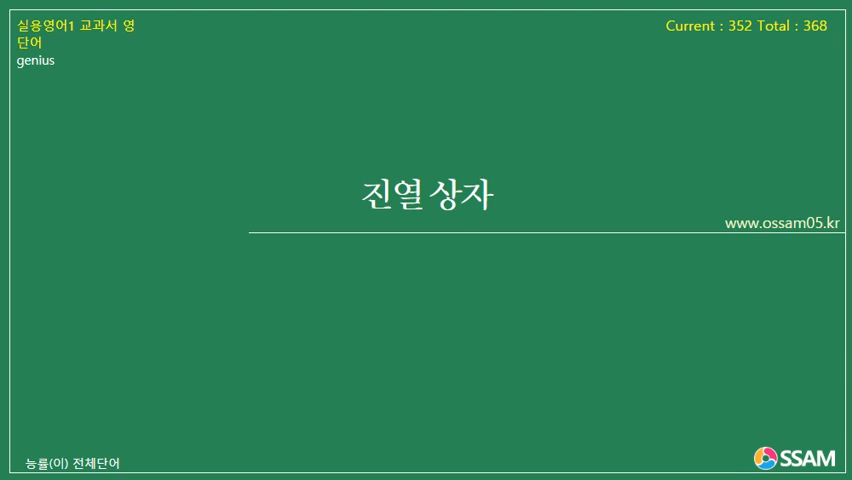 실용영어1 교과서 영
단어
genius
Current : 352 Total : 368
진열 상자
www.ossam05.kr
능률(이) 전체단어
OSSAM